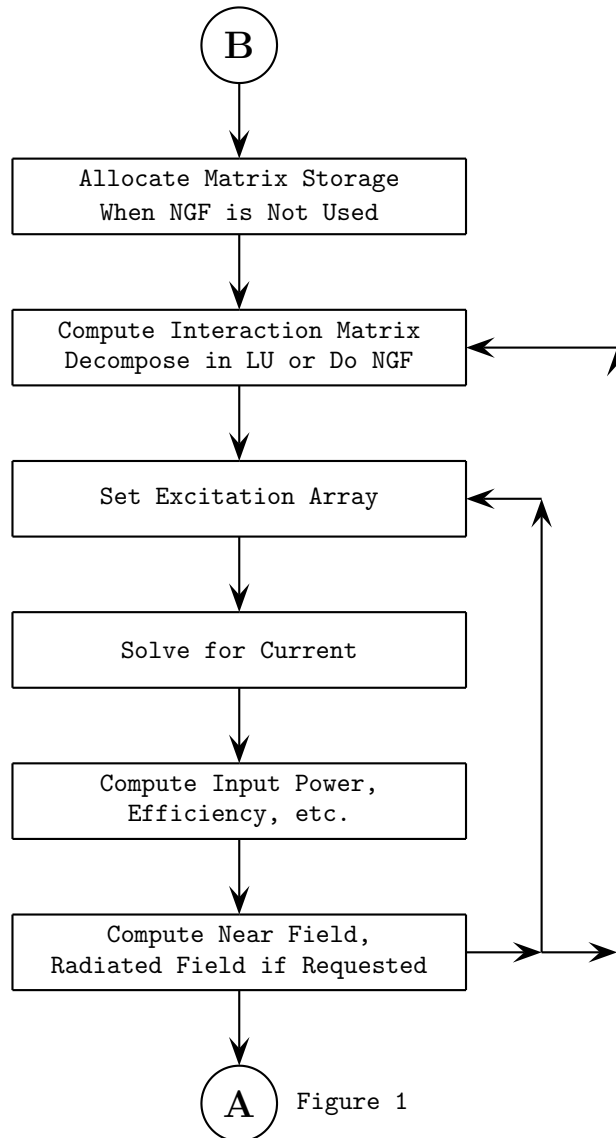 B
Allocate Matrix Storage
When NGF is Not Used
Compute Interaction Matrix
Decompose in LU or Do NGF
Set Excitation Array
Solve for Current
Compute Input Power,
Efficiency, etc.
Compute Near Field,
Radiated Field if Requested
A
Figure 1